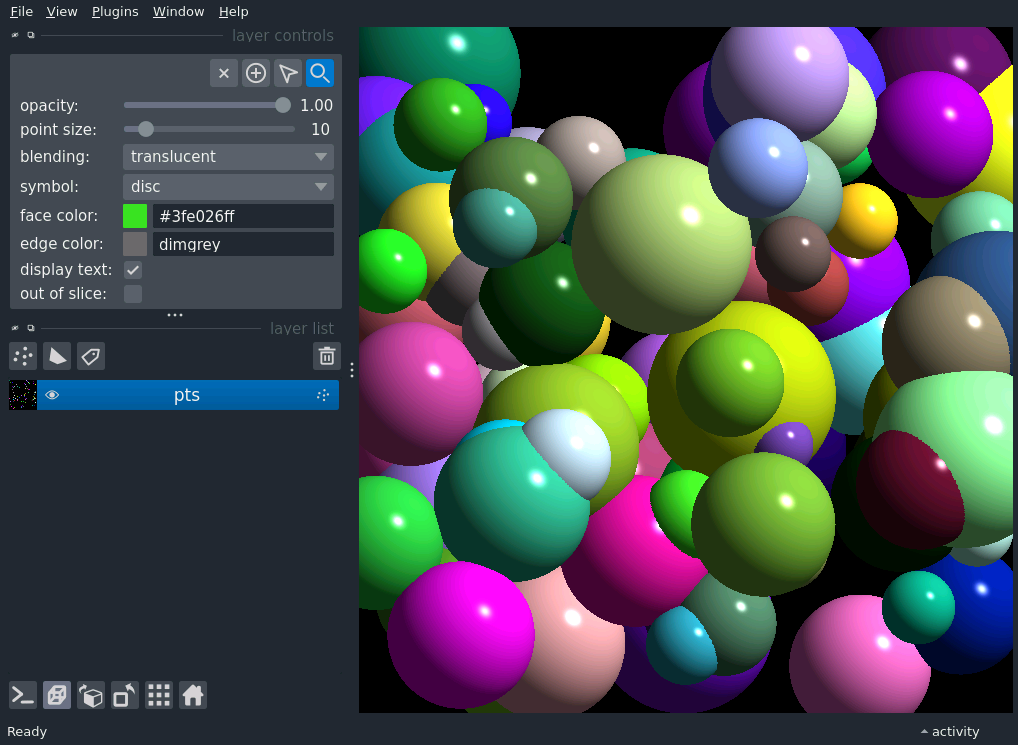 File View Plugins Window Help
layer controls
opacity: 1.00
point size: 10
blending: translucent
symbol: disc
face color: #3fe026ff
edge color: dimgrey
display text:
out of slice:
layer list
pts
Ready
activity